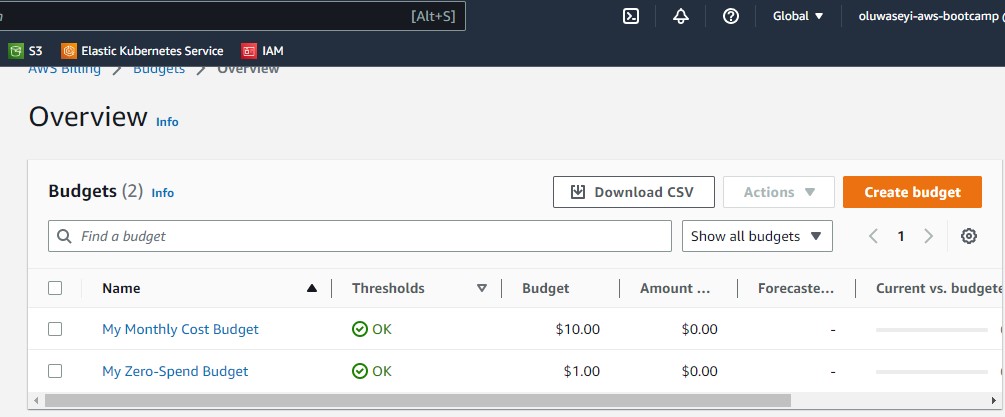 [Alt+S] Global oluwaseyi-aws-bootcamp
S3 Elastic Kubernetes Service IAM
AWS Billing Budgets Overview
Overview Info
Budgets (2) Info Download CSV Actions Create budget
Find a budget Show all budgets 1
Name Thresholds Budget Amount ... Forecaste... Current vs. budgete
My Monthly Cost Budget OK $10.00 $0.00 -
My Zero-Spend Budget OK $1.00 $0.00 -